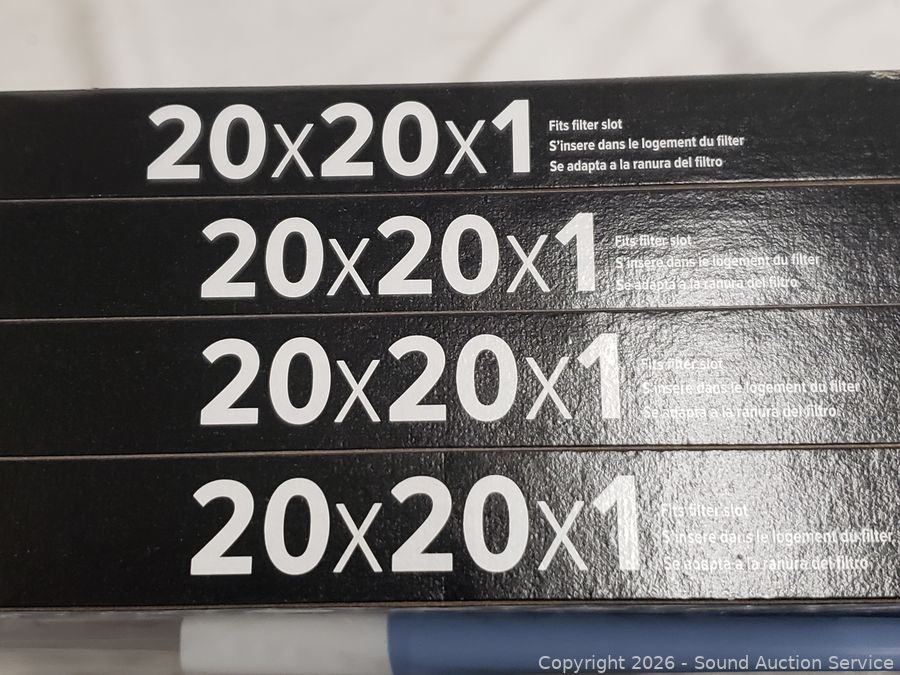 20x20x1
Fits filter slot
S'insere dans le logement du filter
Se adapta a la ranura del filtro
20x20x1
Fits filter slot
S'insere dans le logement du filter
Se adapta a la ranura del filtro
20x20x1
Fits filter slot
S'insere dans le logement du filter
Se adapta a la ranura del filtro
20x20x1
Fits filter slot
S'insere dans le logement du filter
Se adapta a la ranura del filtro
Copyright 2026 - Sound Auction Service